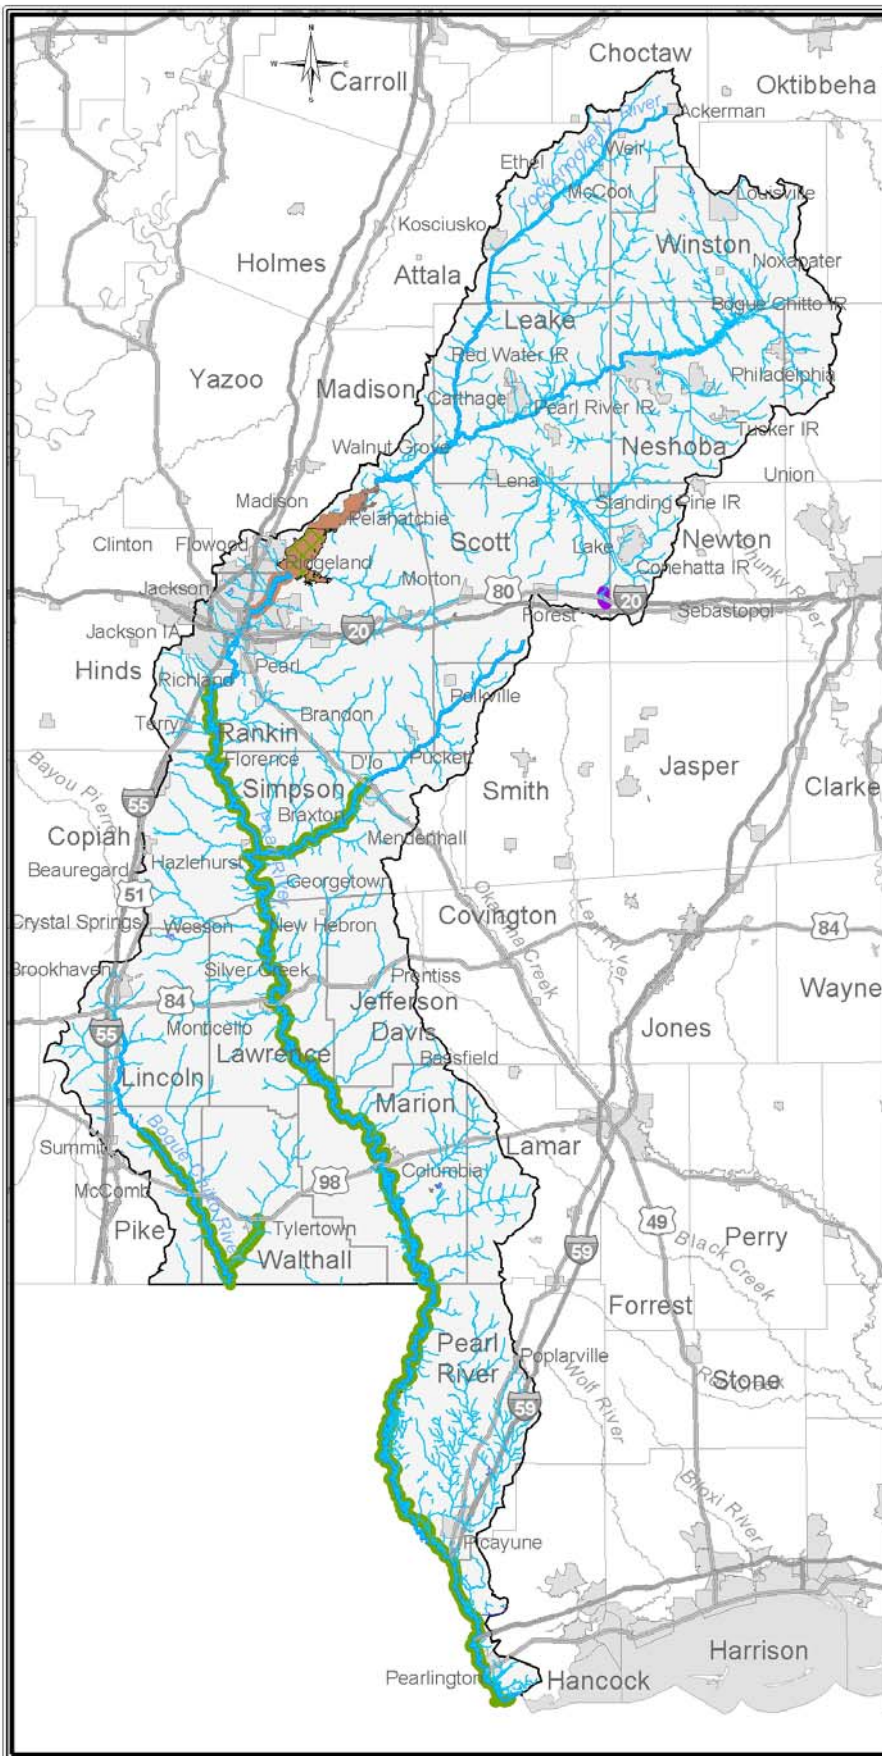 Choctaw
N
W
E
S
Carroll
Oktibbeha
Ackerman
Yockanookany River
Weir
Ethel
McCool
Louisville
Kosciusko
Winston
Holmes
Attala
Noxapater
Bogue Chitto IR
Leake
Red Water IR
Yazoo
Madison
Philadelphia
Carthage
Pearl River IR
Tucker IR
Walnut Grove
Neshoba
Union
Lena
Madison
Standing Pine IR
Pelahatchie
Clinton
Flowood
Scott
Lake
Newton
Chunky River
Ridgeland
Conehatta IR
Jackson
Morton
80
20
Forest
Sebastopol
Jackson IA
20
Hinds
Pearl
Richland
Polkville
Terry
Brandon
Rankin
Florence
D'lo
Puckett
Jasper
Bayou Pierre
Simpson
Smith
Clarke
55
Braxton
Pearl River
Copiah
Mendenhall
Hazlehurst
Beauregard
Georgetown
51
Okatoma Creek
Covington
Leaf River
Crystal Springs
Wesson
New Hebron
84
Brookhaven
Silver Creek
Prentiss
Wayne
84
Jefferson
Davis
Monticello
Jones
55
Lawrence
Bassfield
Lincoln
Marion
Bogue Chitto River
Summit
Lamar
Columbia
98
McComb
Pike
Tylertown
49
Perry
Walthall
59
Black Creek
Forrest
Pearl
River
Poplarville
Wolf River
Red Creek
Stone
59
Biloxi River
Picayune
Harrison
Pearlington
Hancock